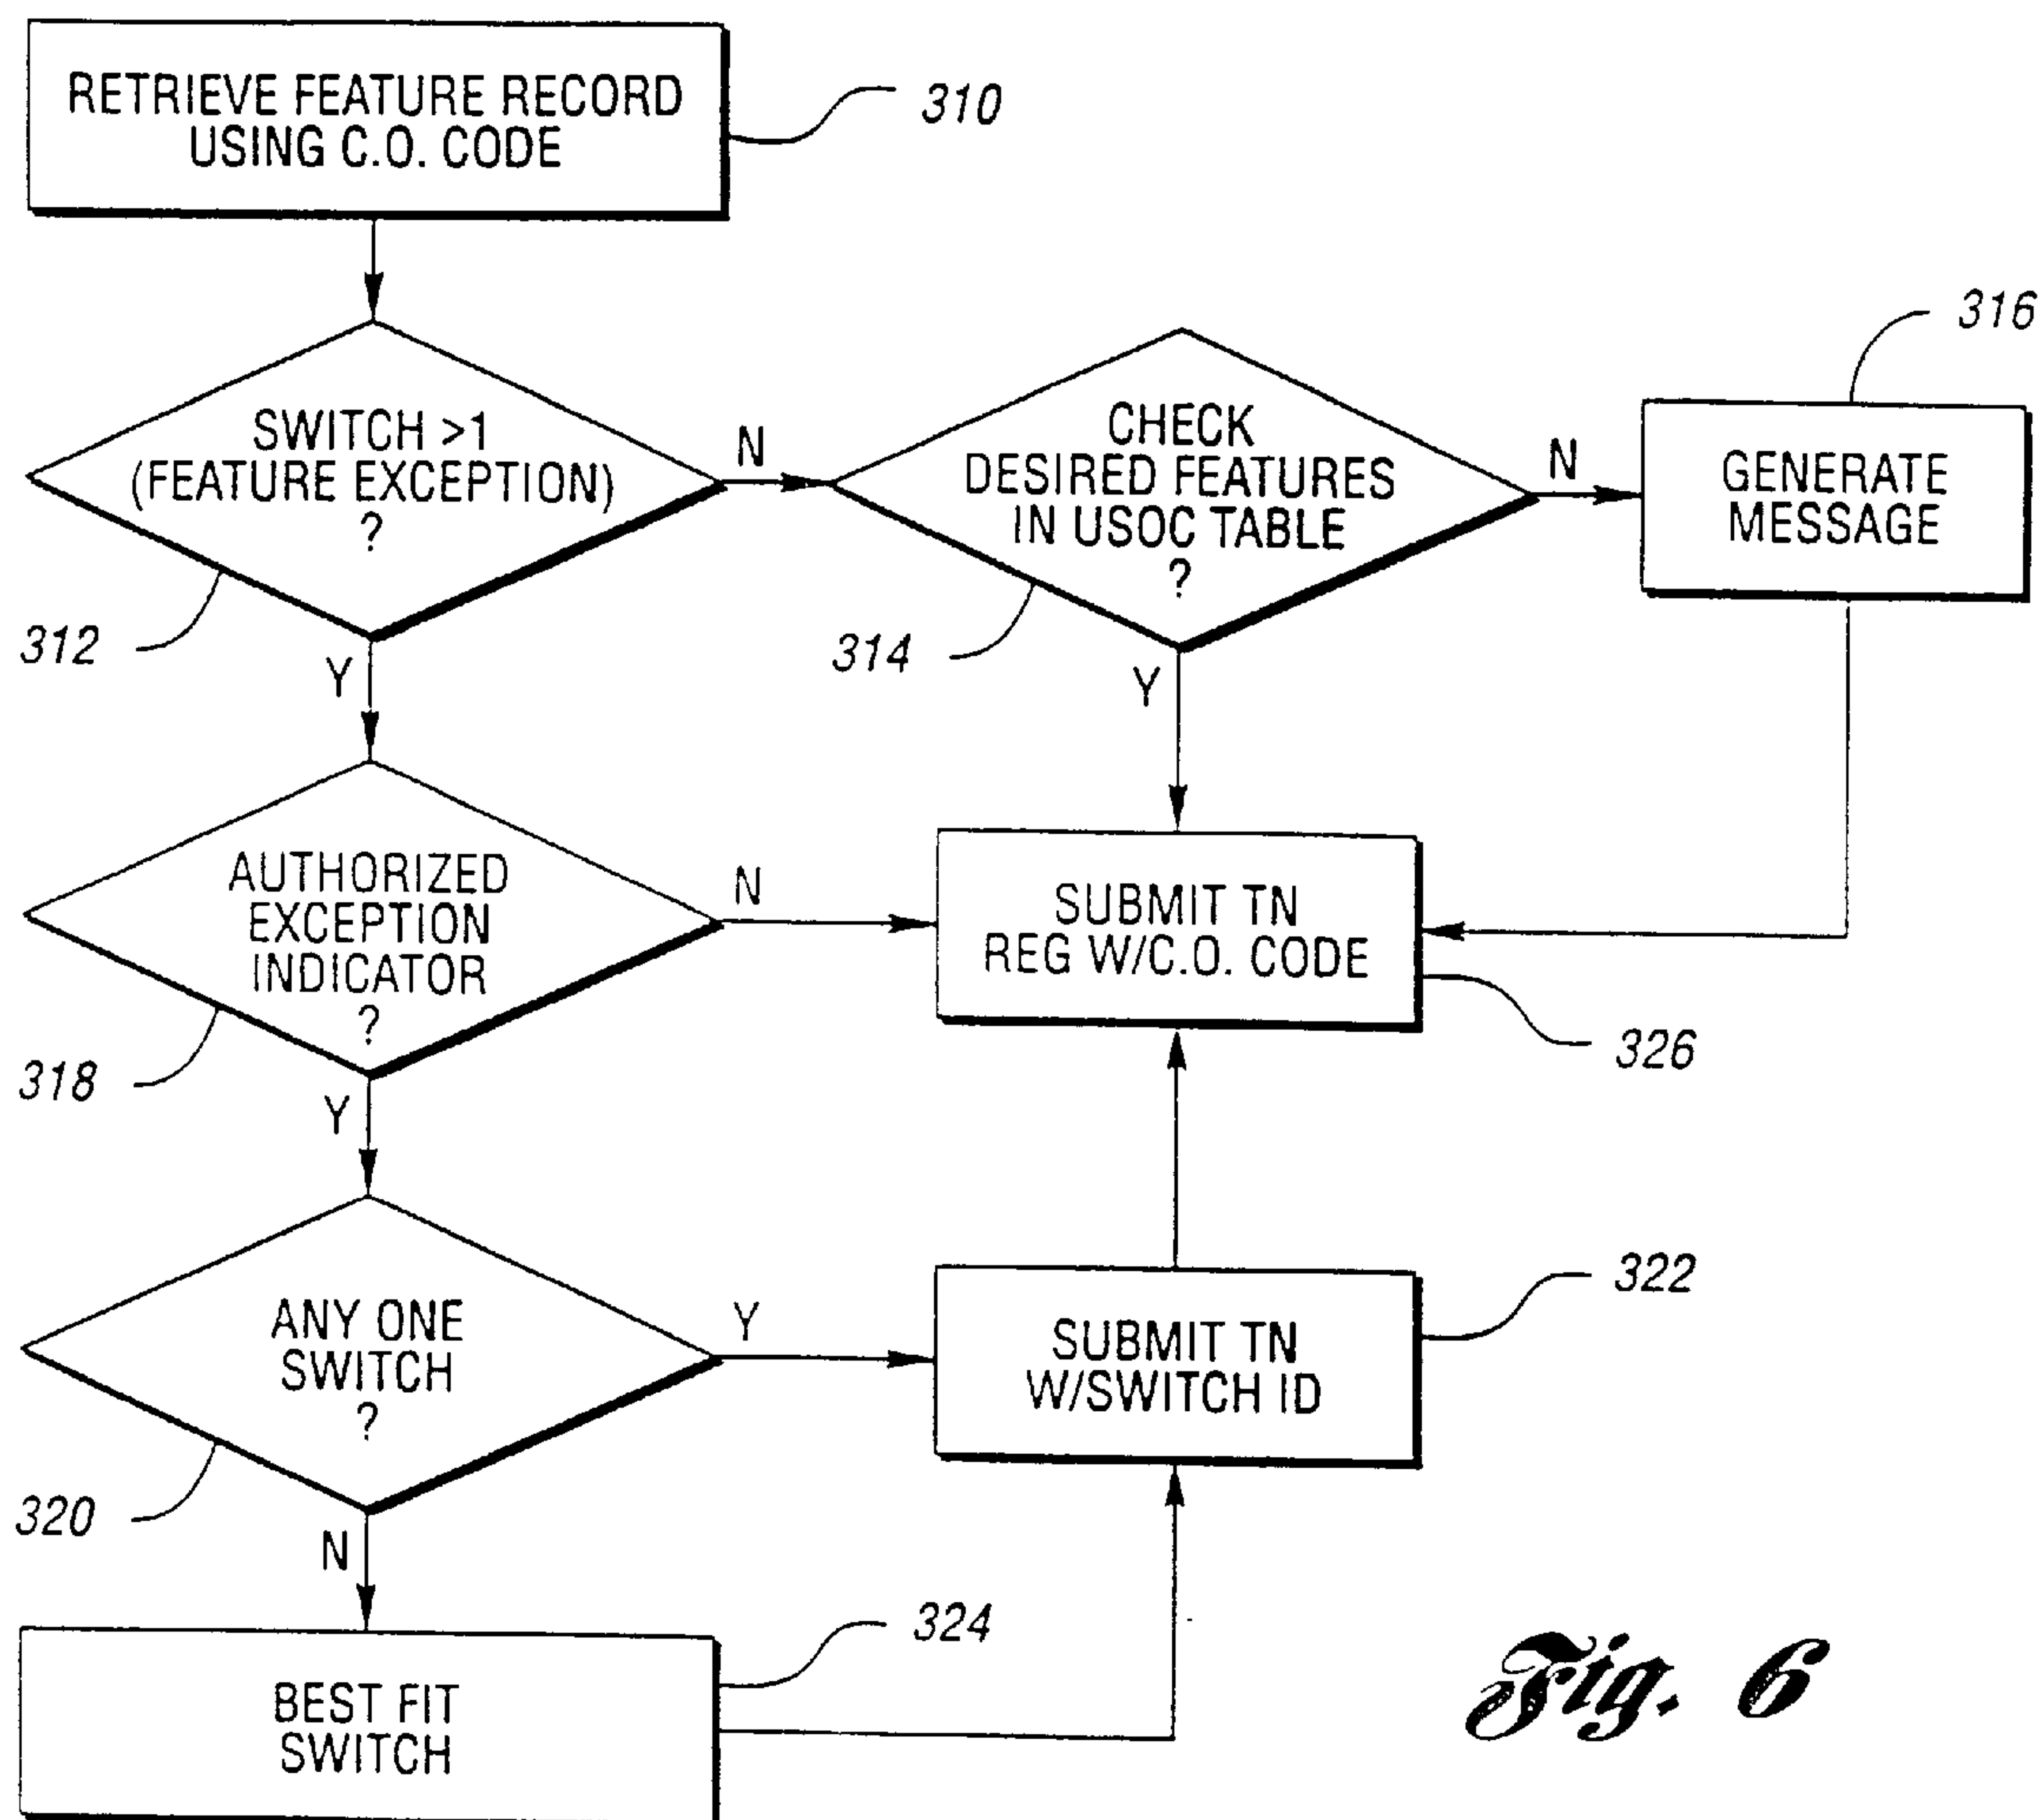 RETRIEVE FEATURE RECORD
USING C.O. CODE
310
SWITCH >1
(FEATURE EXCEPTION)
?
312
N
Y
CHECK
DESIRED FEATURES
IN USOC TABLE
?
314
N
Y
GENERATE
MESSAGE
316
AUTHORIZED
EXCEPTION
INDICATOR
?
318
N
Y
SUBMIT TN
REG W/C.O. CODE
326
ANY ONE
SWITCH
?
320
Y
N
SUBMIT TN
W/SWITCH ID
322
BEST FIT
SWITCH
324
Fig. 6